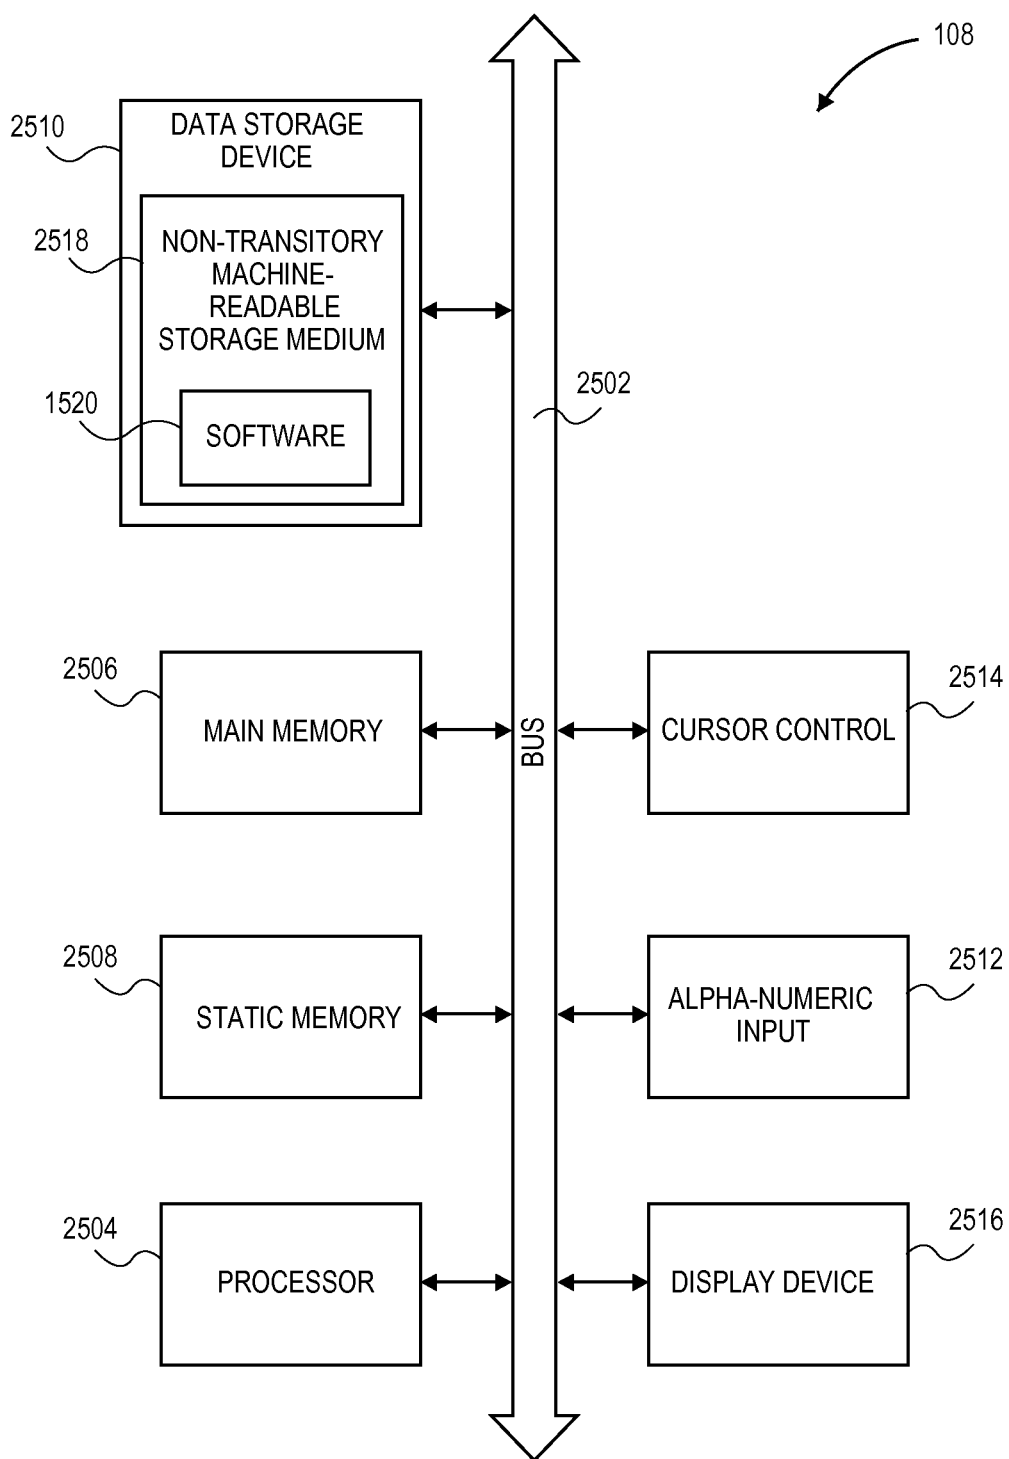 108
2510
DATA STORAGE
DEVICE
2518
NON-TRANSITORY
MACHINE-
READABLE
STORAGE MEDIUM
1520
SOFTWARE
2502
2506
MAIN MEMORY
BUS
2514
CURSOR CONTROL
2508
STATIC MEMORY
2512
ALPHA-NUMERIC
INPUT
2504
PROCESSOR
2516
DISPLAY DEVICE